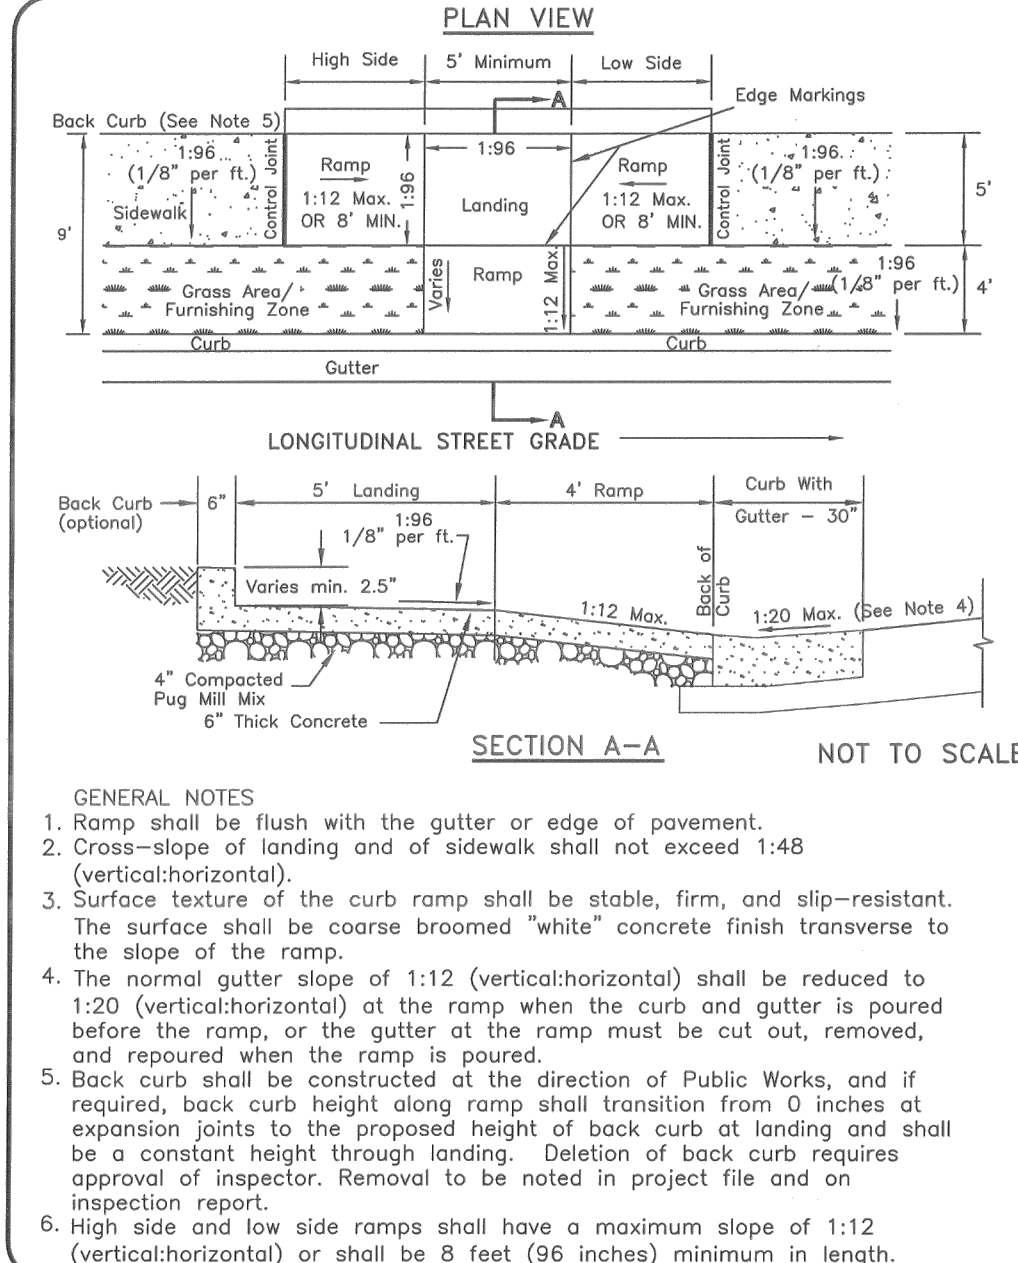 PLAN VIEW
High Side
5' Minimum
Low Side
A
Edge Markings
Back Curb (See Note 5)
1:96
(1/8" per ft.)
Sidewalk
Control Joint
Ramp
1:12 Max.
OR 8' MIN.
1:96
1:96
Landing
Ramp
1:12 Max.
OR 8' MIN.
Control Joint
1:96
(1/8" per ft.)
5'
9'
Grass Area/
Furnishing Zone
Varies
Ramp
1:12 Max.
Grass Area/
Furnishing Zone
1:96
(1/8" per ft.)
4'
Curb
Curb
Gutter
A
LONGITUDINAL STREET GRADE
Back Curb
(optional)
6"
5' Landing
4' Ramp
Curb With
Gutter - 30"
1:96
1/8" per ft.
Varies min. 2.5"
1:12 Max.
Back of
Curb
1:20 Max. (See Note 4)
4" Compacted
Pug Mill Mix
6" Thick Concrete
SECTION A-A
NOT TO SCALE
GENERAL NOTES
1. Ramp shall be flush with the gutter or edge of pavement.
2. Cross-slope of landing and of sidewalk shall not exceed 1:48
(vertical:horizontal).
3. Surface texture of the curb ramp shall be stable, firm, and slip-resistant.
The surface shall be coarse broomed "white" concrete finish transverse to
the slope of the ramp.
4. The normal gutter slope of 1:12 (vertical:horizontal) shall be reduced to
1:20 (vertical:horizontal) at the ramp when the curb and gutter is poured
before the ramp, or the gutter at the ramp must be cut out, removed,
and repoured when the ramp is poured.
5. Back curb shall be constructed at the direction of Public Works, and if
required, back curb height along ramp shall transition from 0 inches at
expansion joints to the proposed height of back curb at landing and shall
be a constant height through landing. Deletion of back curb requires
approval of inspector. Removal to be noted in project file and on
inspection report.
6. High side and low side ramps shall have a maximum slope of 1:12
(vertical:horizontal) or shall be 8 feet (96 inches) minimum in length.